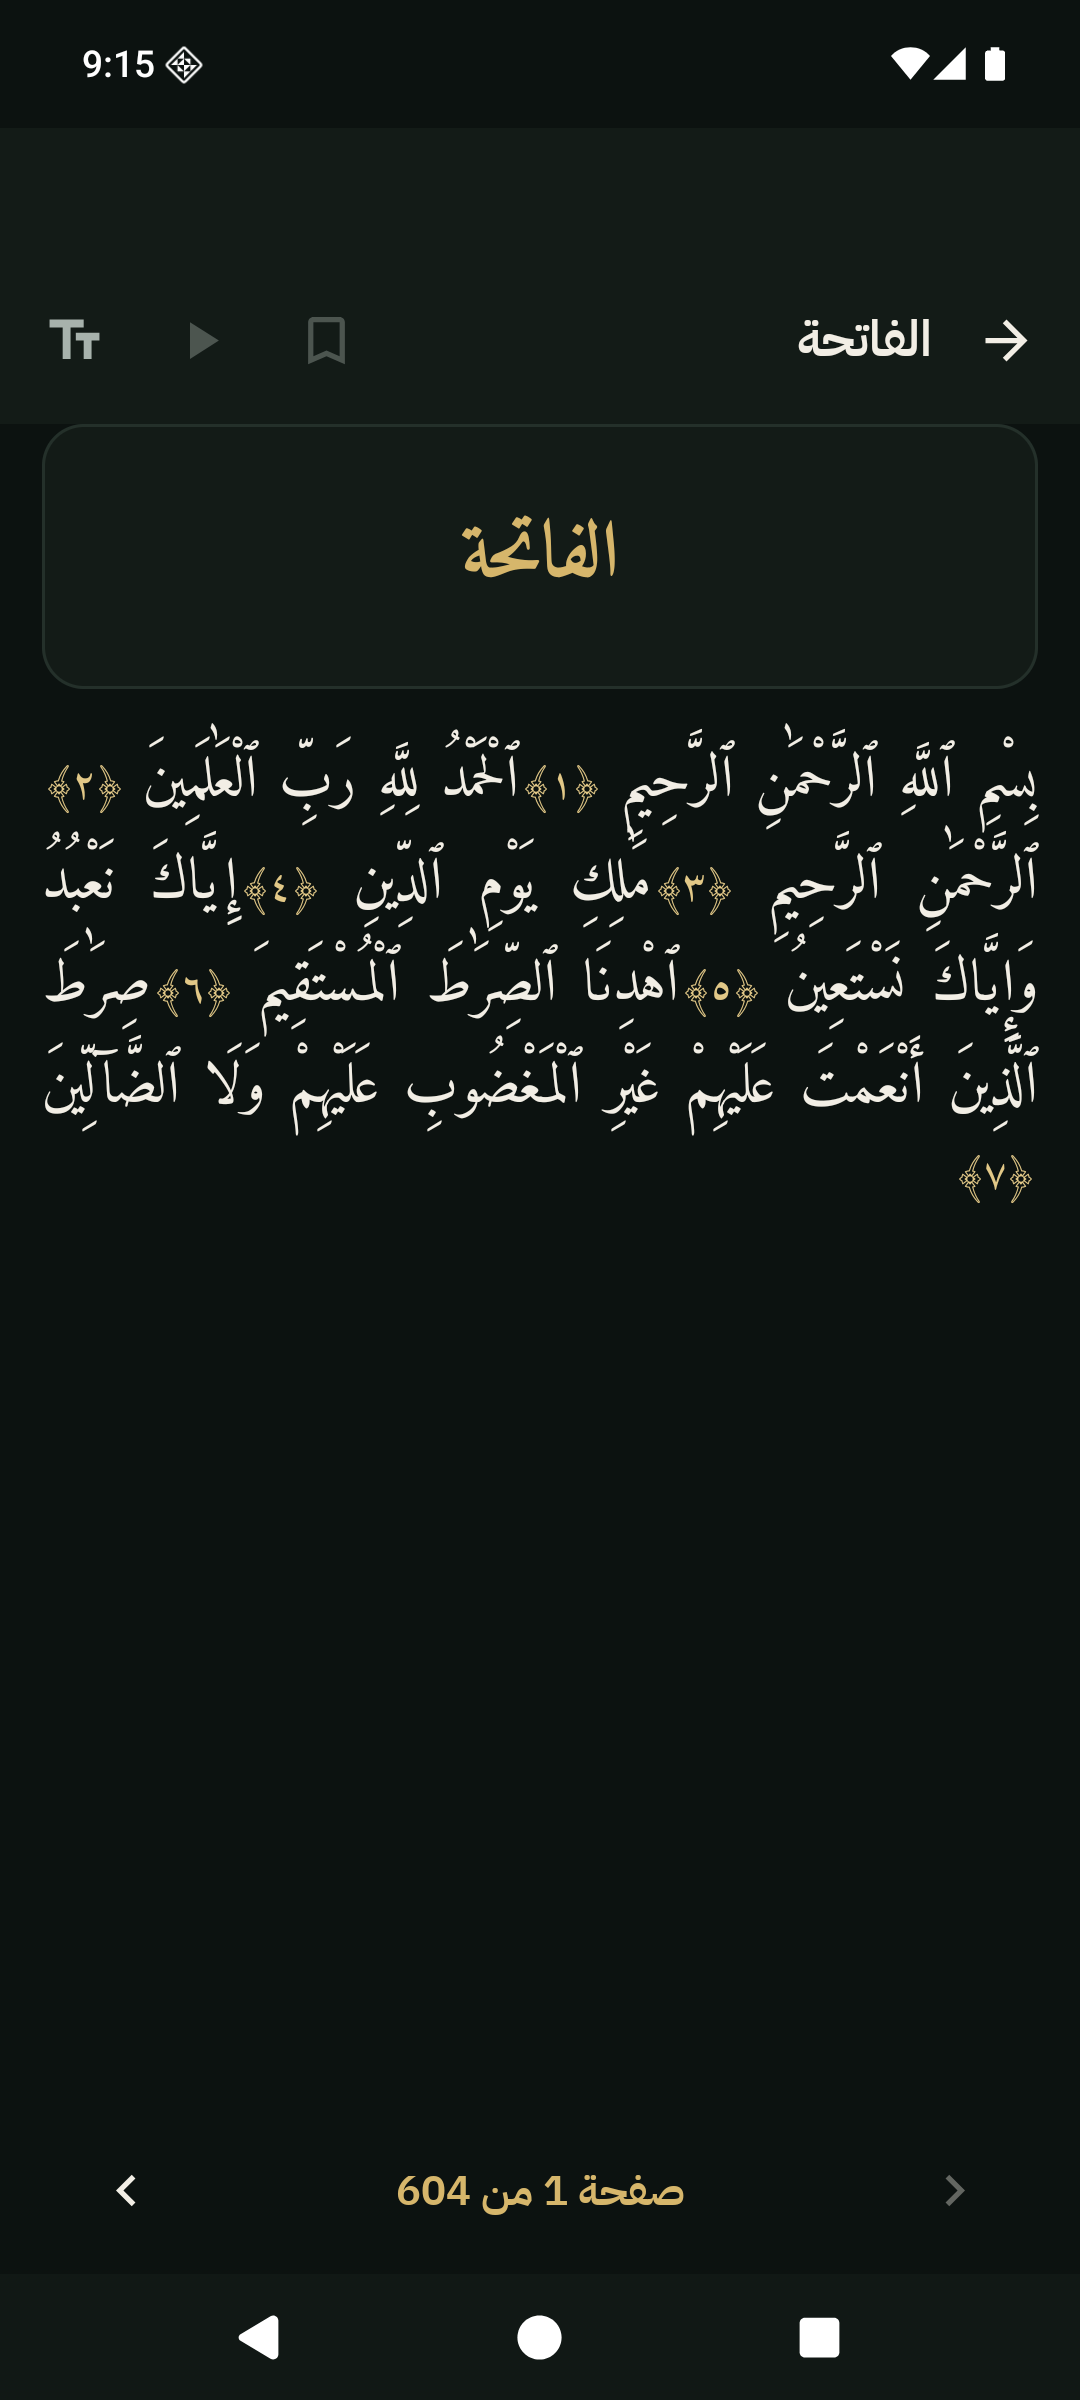 9:15
الفاتحة
الفاتحة
بِسْمِ ٱللَّهِ ٱلرَّحْمَٰنِ ٱلرَّحِيمِ ﴿١﴾ٱلْحَمْدُ لِلَّهِ رَبِّ ٱلْعَٰلَمِينَ ﴿٢﴾
ٱلرَّحْمَٰنِ ٱلرَّحِيمِ ﴿٣﴾مَٰلِكِ يَوْمِ ٱلدِّينِ ﴿٤﴾إِيَّاكَ نَعْبُدُ
وَإِيَّاكَ نَسْتَعِينُ ﴿٥﴾ٱهْدِنَا ٱلصِّرَٰطَ ٱلْمُسْتَقِيمَ ﴿٦﴾صِرَٰطَ
ٱلَّذِينَ أَنْعَمْتَ عَلَيْهِمْ غَيْرِ ٱلْمَغْضُوبِ عَلَيْهِمْ وَلَا ٱلضَّآلِّينَ
﴿٧﴾
صفحة 1 من 604